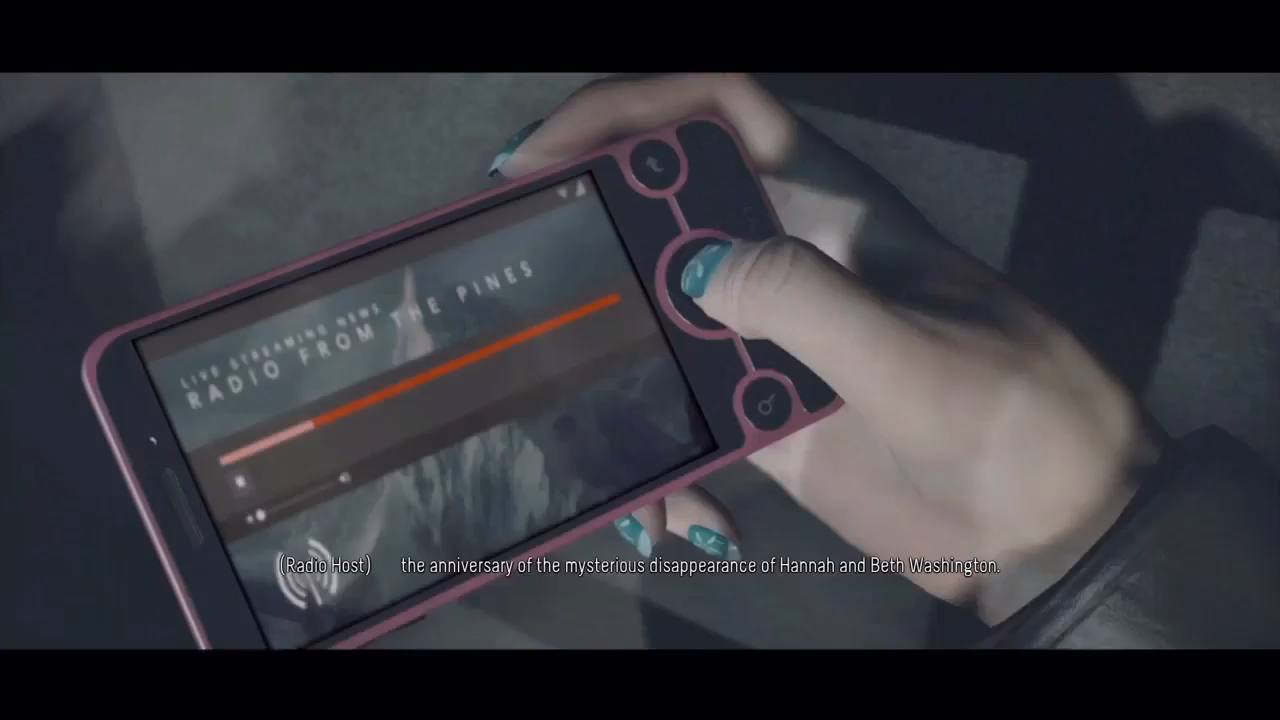 LIVE STREAMING NEWS
RADIO FROM THE PINES
(Radio Host) the anniversary of the mysterious disappearance of Hannah and Beth Washington.